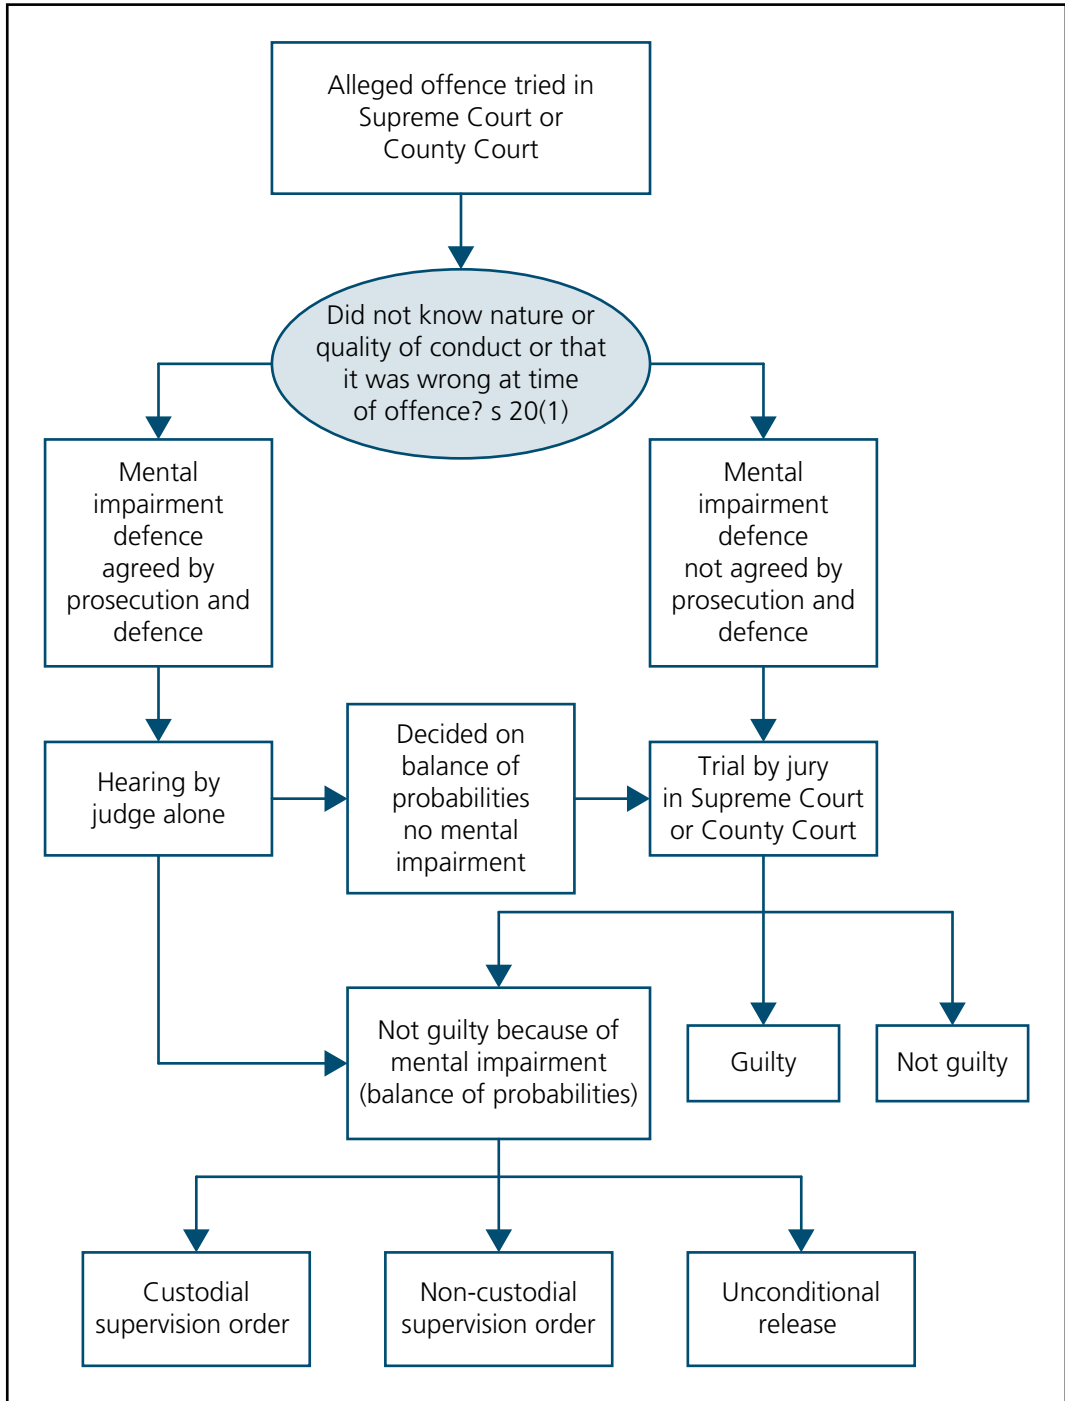 Alleged offence tried in
Supreme Court or
County Court
Did not know nature or
quality of conduct or that
it was wrong at time
of offence? s 20(1)
Mental
impairment
defence
agreed by
prosecution and
defence
Mental
impairment
defence
not agreed by
prosecution and
defence
Hearing by
judge alone
Decided on
balance of
probabilities
no mental
impairment
Trial by jury
in Supreme Court
or County Court
Not guilty because of
mental impairment
(balance of probabilities)
Guilty
Not guilty
Custodial
supervision order
Non-custodial
supervision order
Unconditional
release